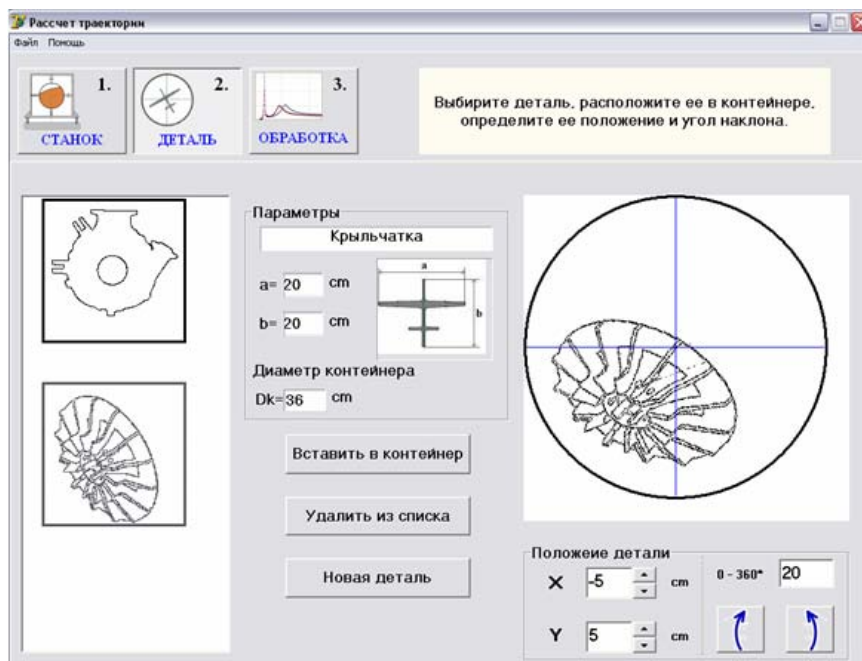 Рассчет траектории
Файл Помощь
1.
СТАНОК
2.
ДЕТАЛЬ
3.
ОБРАБОТКА
Выбирите деталь, расположите ее в контейнере,
определите ее положение и угол наклона.
Параметры
Крыльчатка
a= 20 cm
b= 20 cm
a
b
Диаметр контейнера
Dk= 36 cm
Вставить в контейнер
Удалить из списка
Новая деталь
Положеие детали
X -5 cm
Y 5 cm
0 - 360° 20